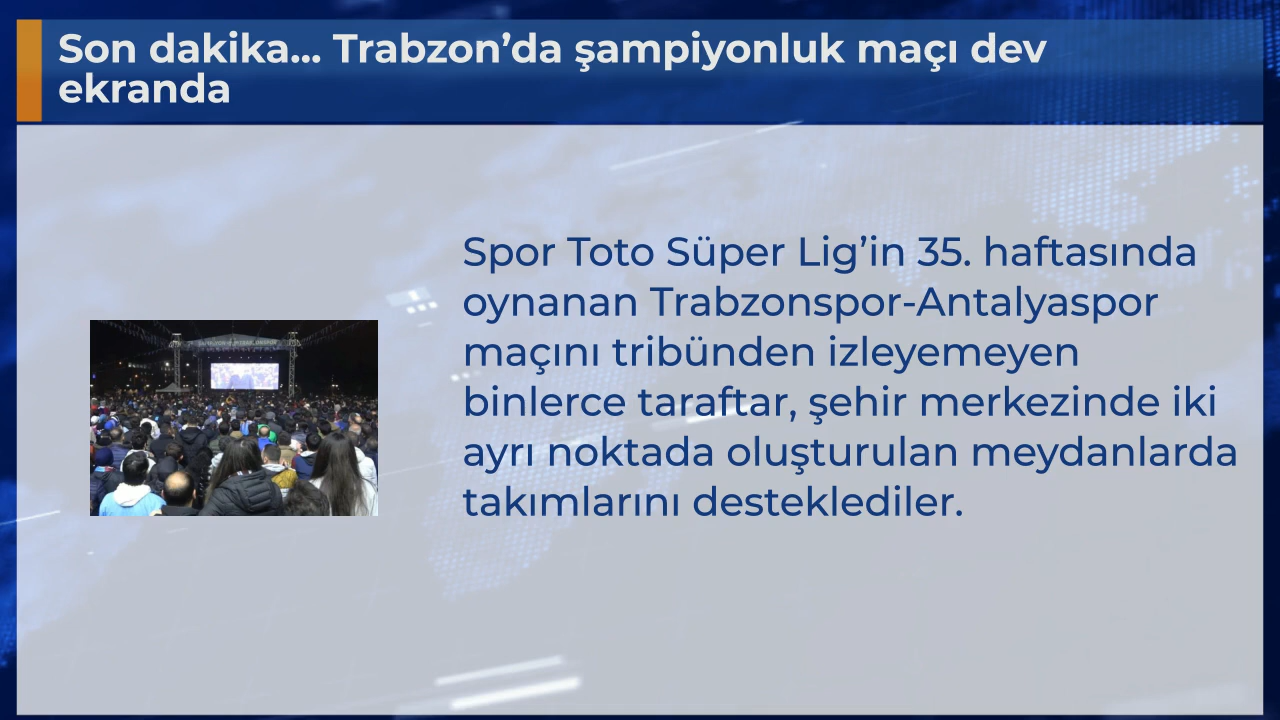 Son dakika... Trabzon’da şampiyonluk maçı dev
ekranda
Spor Toto Süper Lig’in 35. haftasında
oynanan Trabzonspor-Antalyaspor
maçını tribünden izleyemeyen
binlerce taraftar, şehir merkezinde iki
ayrı noktada oluşturulan meydanlarda
takımlarını desteklediler.